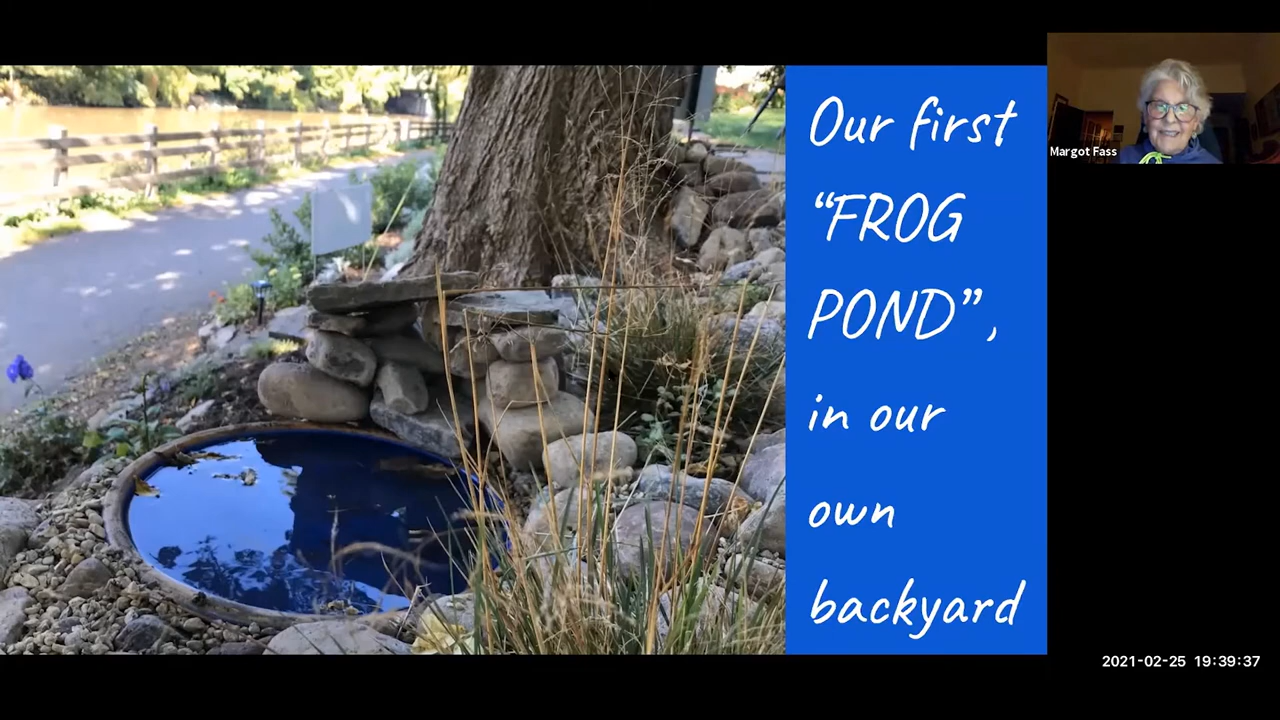 Our first
“FROG
POND”,
in our
own
backyard
Margot Fass
2021-02-25 19:39:37